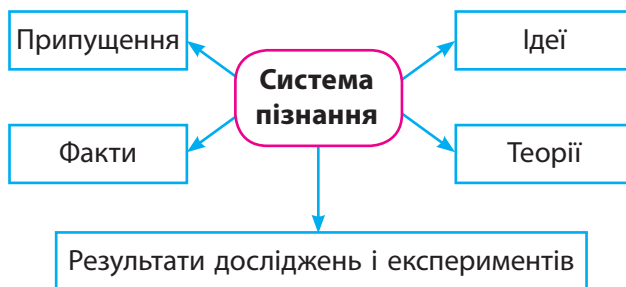 Припущення
Ідеї
Система
пізнання
Факти
Теорії
Результати досліджень і експериментів